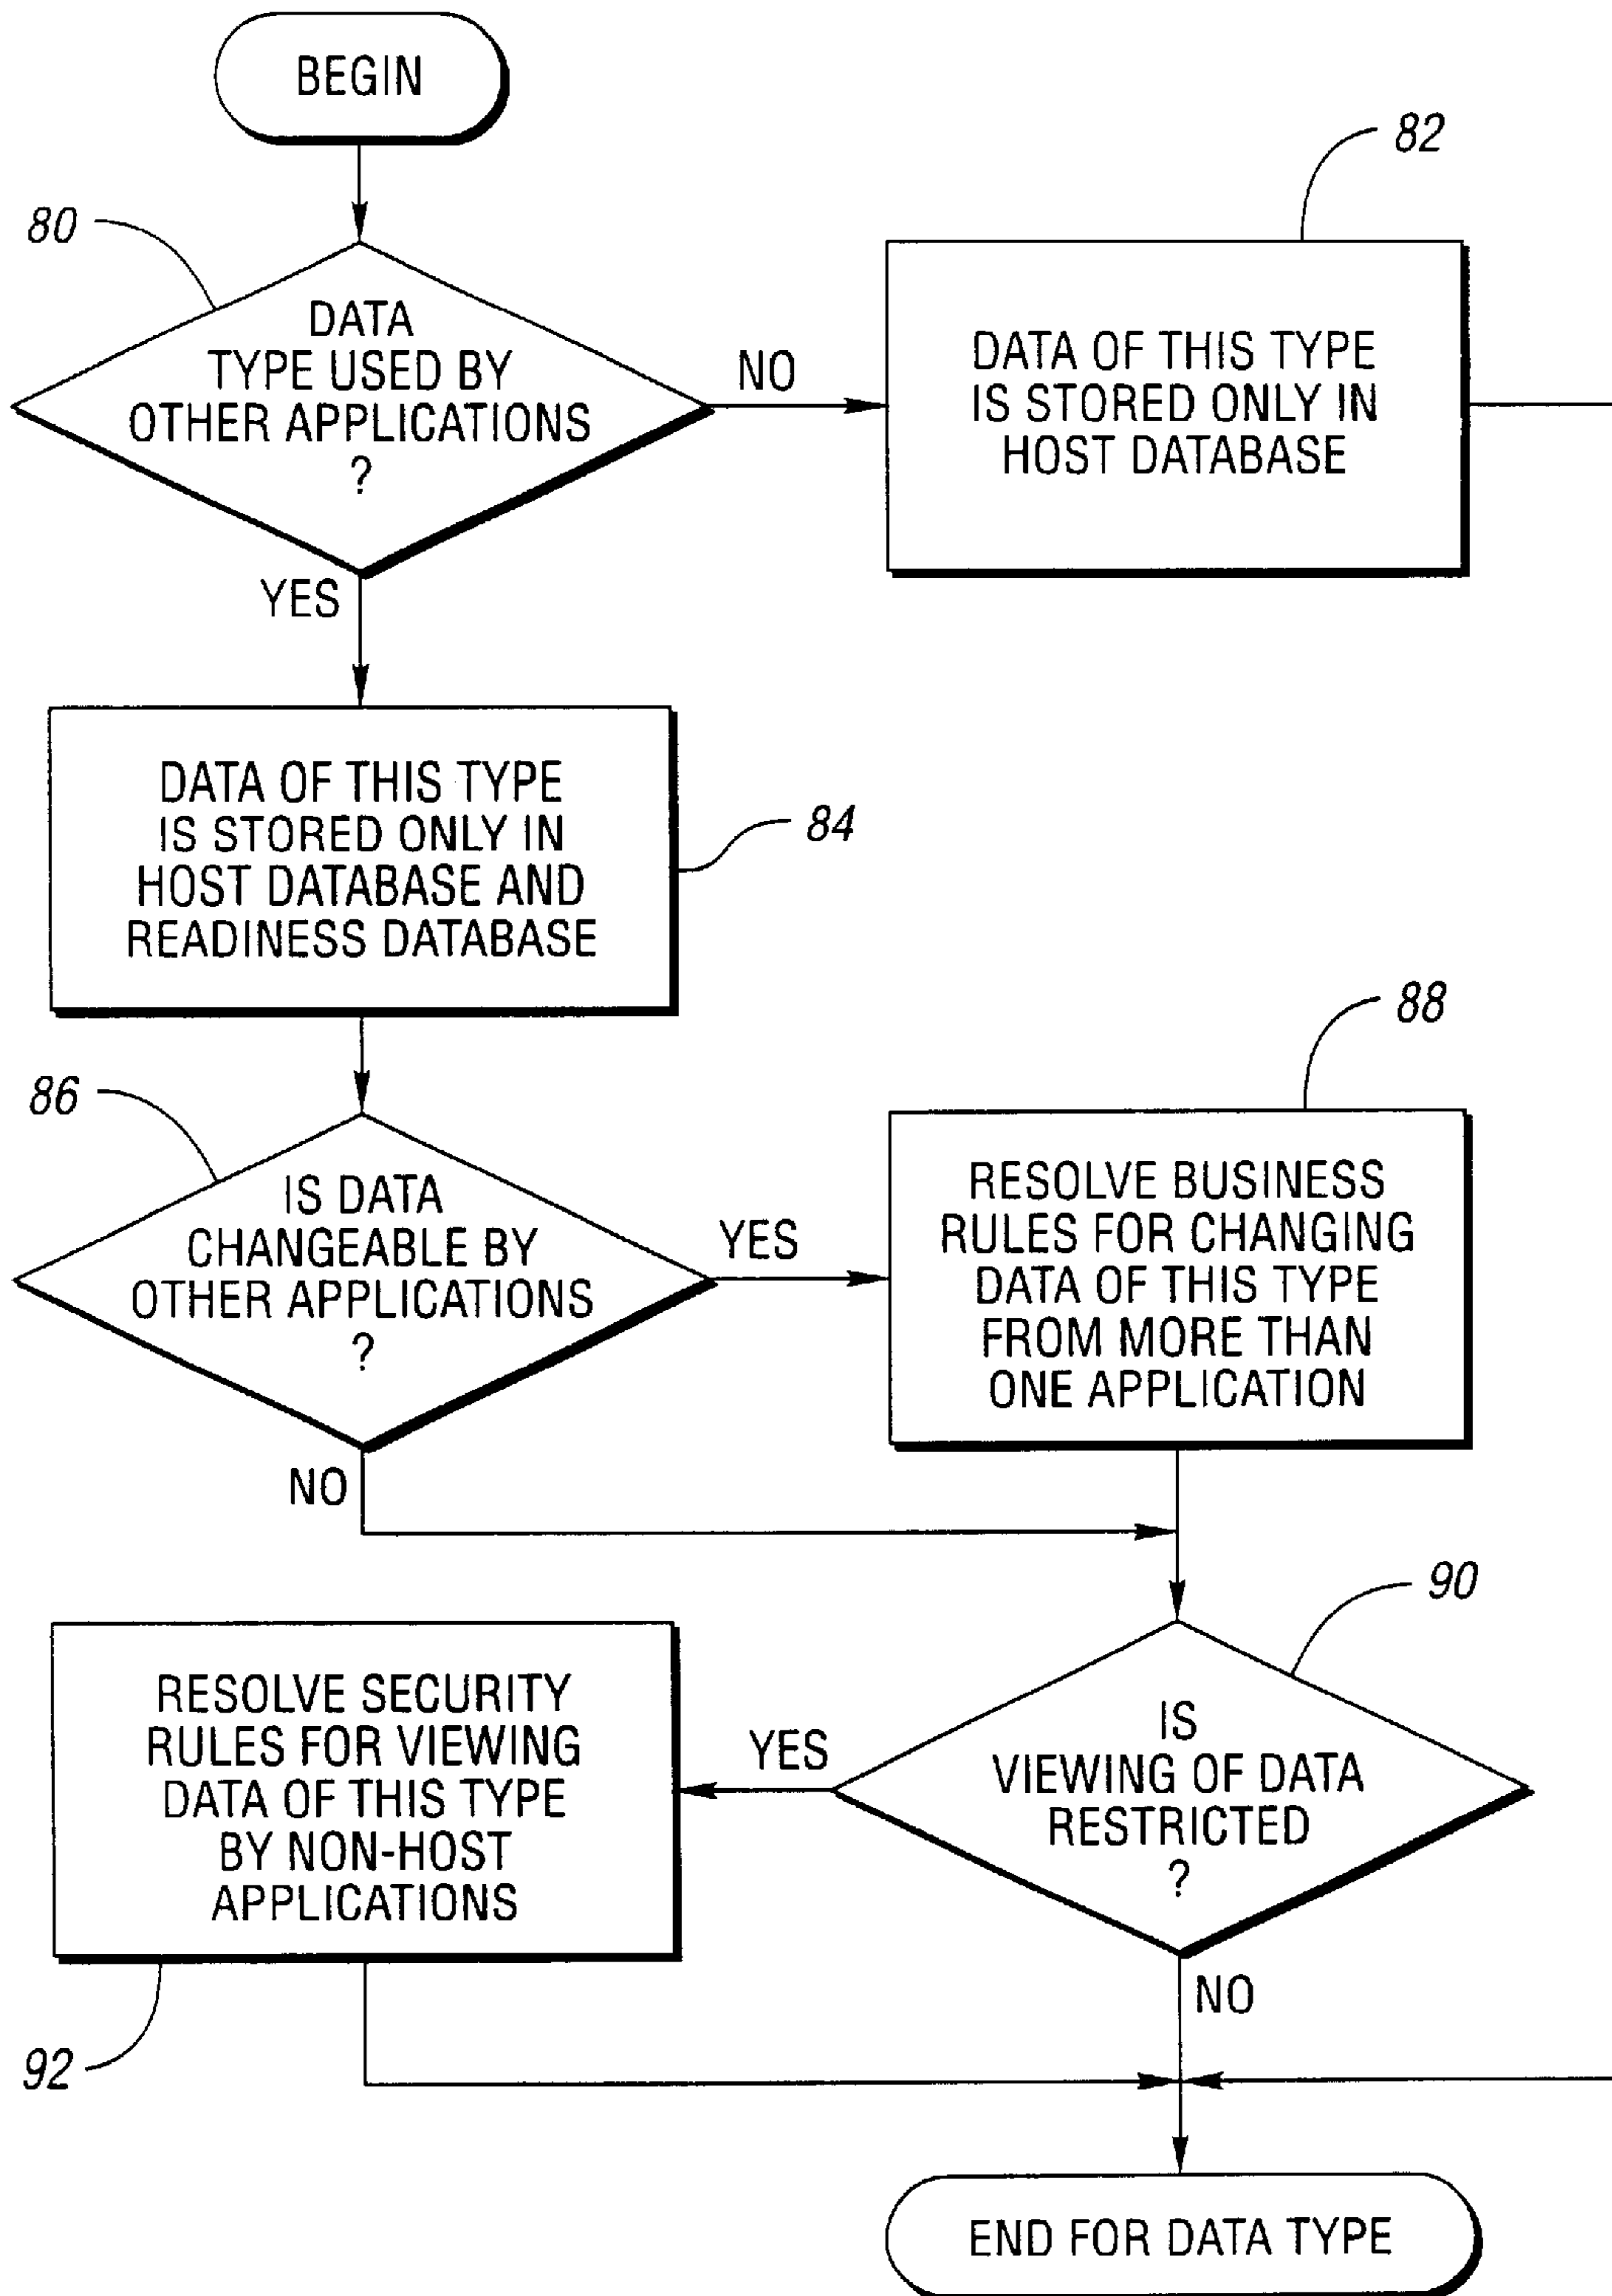 BEGIN
80
DATA
TYPE USED BY
OTHER APPLICATIONS
?
NO
82
DATA OF THIS TYPE
IS STORED ONLY IN
HOST DATABASE
YES
DATA OF THIS TYPE
IS STORED ONLY IN
HOST DATABASE AND
READINESS DATABASE
84
86
IS DATA
CHANGEABLE BY
OTHER APPLICATIONS
?
YES
88
RESOLVE BUSINESS
RULES FOR CHANGING
DATA OF THIS TYPE
FROM MORE THAN
ONE APPLICATION
NO
90
IS
VIEWING OF DATA
RESTRICTED
?
YES
RESOLVE SECURITY
RULES FOR VIEWING
DATA OF THIS TYPE
BY NON-HOST
APPLICATIONS
92
NO
END FOR DATA TYPE